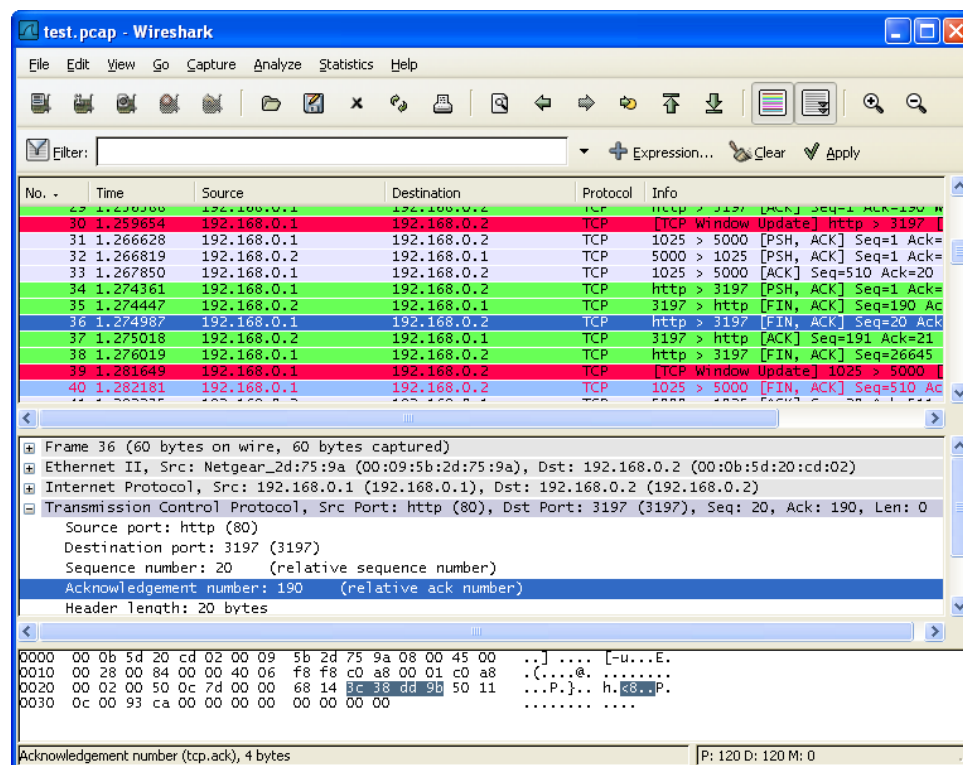 test.pcap - Wireshark
File Edit View Go Capture Analyze Statistics Help
Filter: Expression... Clear Apply
No. - Time Source Destination Protocol Info
30 1.259654 192.168.0.1 192.168.0.2 TCP [TCP Window Update] http > 3197 [
31 1.266628 192.168.0.1 192.168.0.2 TCP 1025 > 5000 [PSH, ACK] Seq=1 Ack=
32 1.266819 192.168.0.2 192.168.0.1 TCP 5000 > 1025 [PSH, ACK] Seq=1 Ack=
33 1.267850 192.168.0.1 192.168.0.2 TCP 1025 > 5000 [ACK] Seq=510 Ack=20
34 1.274361 192.168.0.1 192.168.0.2 TCP http > 3197 [PSH, ACK] Seq=1 Ack=
35 1.274447 192.168.0.2 192.168.0.1 TCP 3197 > http [FIN, ACK] Seq=190 Ac
36 1.274987 192.168.0.1 192.168.0.2 TCP http > 3197 [FIN, ACK] Seq=20 Ack
37 1.275018 192.168.0.2 192.168.0.1 TCP 3197 > http [ACK] Seq=191 Ack=21
38 1.276019 192.168.0.1 192.168.0.2 TCP http > 3197 [FIN, ACK] Seq=26645
39 1.281649 192.168.0.1 192.168.0.2 TCP [TCP Window Update] 1025 > 5000 [
40 1.282181 192.168.0.1 192.168.0.2 TCP 1025 > 5000 [FIN, ACK] Seq=510 Ac
Frame 36 (60 bytes on wire, 60 bytes captured)
Ethernet II, Src: Netgear_2d:75:9a (00:09:5b:2d:75:9a), Dst: 192.168.0.2 (00:0b:5d:20:cd:02)
Internet Protocol, Src: 192.168.0.1 (192.168.0.1), Dst: 192.168.0.2 (192.168.0.2)
Transmission Control Protocol, Src Port: http (80), Dst Port: 3197 (3197), Seq: 20, Ack: 190, Len: 0
Source port: http (80)
Destination port: 3197 (3197)
Sequence number: 20 (relative sequence number)
Acknowledgement number: 190 (relative ack number)
Header length: 20 bytes
0000 00 0b 5d 20 cd 02 00 09 5b 2d 75 9a 08 00 45 00 ..] .... [-u...E.
0010 00 28 00 84 00 00 40 06 f8 f8 c0 a8 00 01 c0 a8 .(....@. ........
0020 00 02 00 50 0c 7d 00 00 68 14 3c 38 dd 9b 50 11 ...P.}.. h.<8..P.
0030 0c 00 93 ca 00 00 00 00 00 00 00 00 ........ ....
Acknowledgement number (tcp.ack), 4 bytes P: 120 D: 120 M: 0